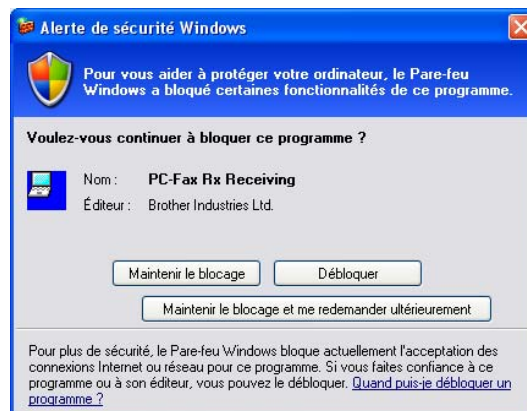 Alerte de sécurité Windows
Pour vous aider à protéger votre ordinateur, le Pare-feu
Windows a bloqué certaines fonctionnalités de ce programme.
Voulez-vous continuer à bloquer ce programme ?
Nom : PC-Fax Rx Receiving
Éditeur : Brother Industries Ltd.
Maintenir le blocage Débloquer
Maintenir le blocage et me redemander ultérieurement
Pour plus de sécurité, le Pare-feu Windows bloque actuellement l'acceptation des
connexions Internet ou réseau pour ce programme. Si vous faites confiance à ce
programme ou à son éditeur, vous pouvez le débloquer. Quand puis-je débloquer un
programme ?